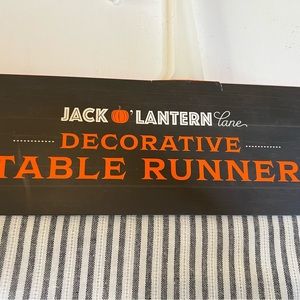 JACK O'LANTERN lane
DECORATIVE
TABLE RUNNER